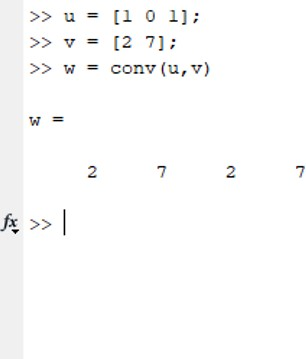 >> u = [1 0 1];
>> v = [2 7];
>> w = conv(u,v)
w =
2 7 2 7
fx >>